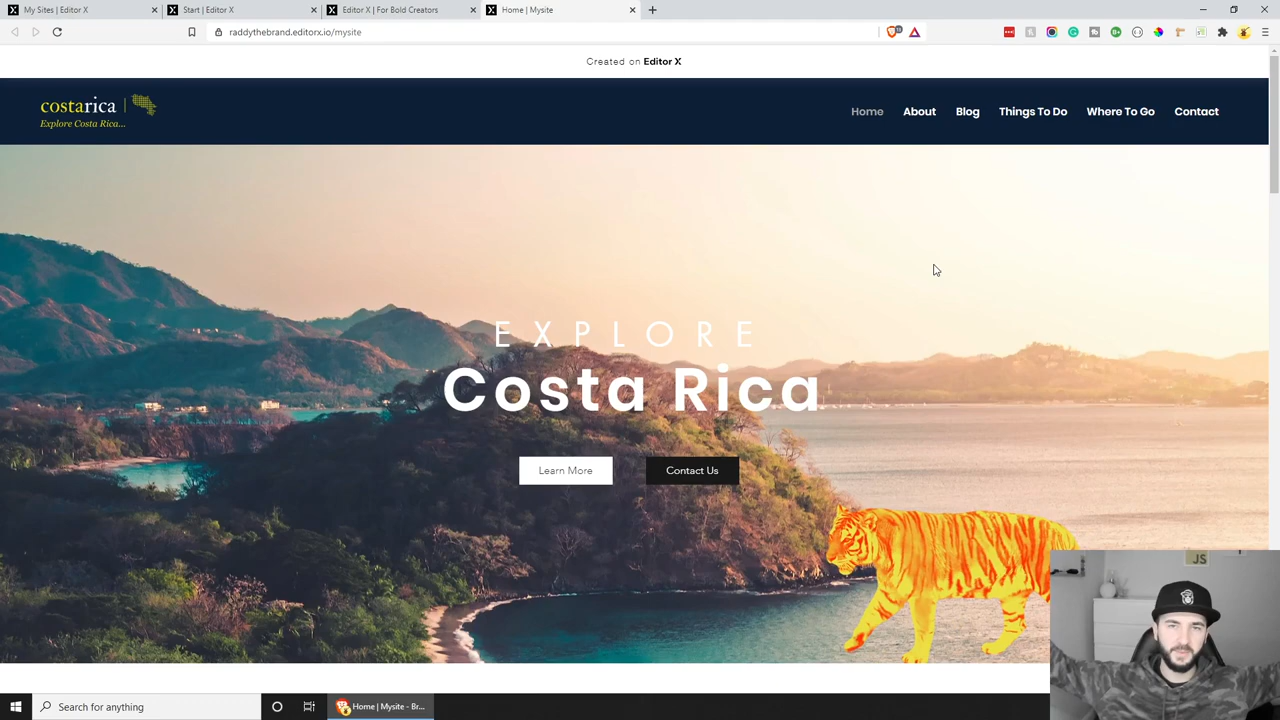 My Sites | Editor X
Start | Editor X
Editor X | For Bold Creators
Home | Mysite
raddythebrand.editorx.io/mysite
Created on Editor X
costarica
Explore Costa Rica...
Home About Blog Things To Do Where To Go Contact
EXPLORE
Costa Rica
Learn More Contact Us
JS
Search for anything
Home | Mysite - Br...